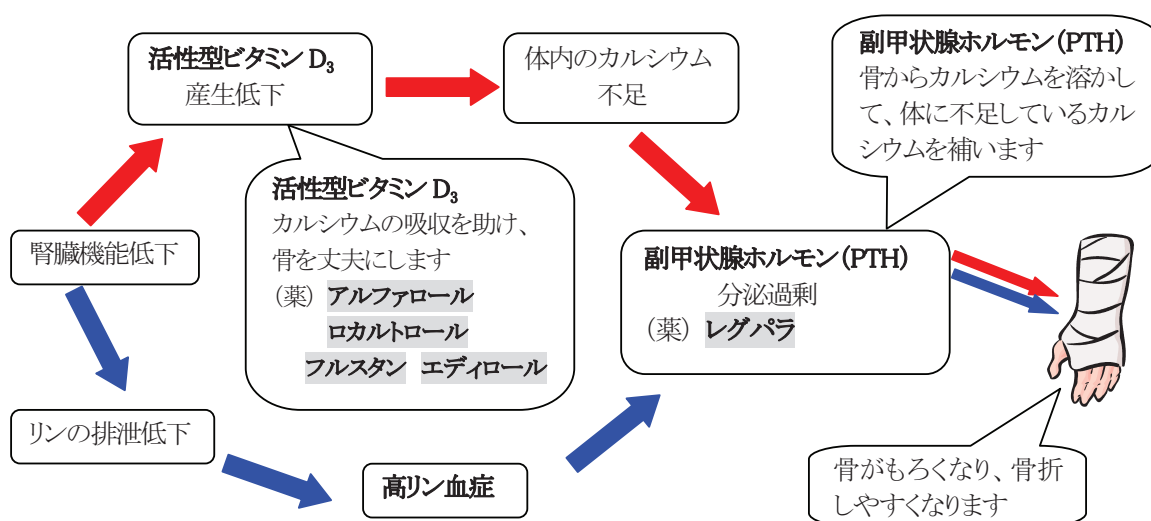 活性型ビタミン D₃
産生低下
体内のカルシウム
不足
副甲状腺ホルモン(PTH)
骨からカルシウムを溶かし
て、体に不足しているカル
シウムを補います
活性型ビタミン D₃
カルシウムの吸収を助け、
骨を丈夫にします
(薬) アルファロール
ロカルトロール
フルスタン エディロール
腎臓機能低下
副甲状腺ホルモン(PTH)
分泌過剰
(薬) レグパラ
リンの排泄低下
高リン血症
骨がもろくなり、骨折
しやすくなります